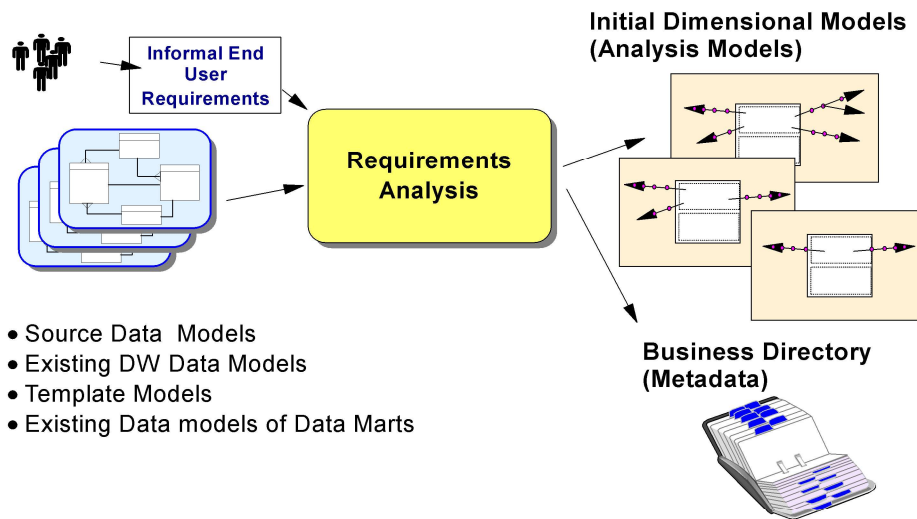 Initial Dimensional Models
(Analysis Models)
Informal End
User
Requirements
Requirements
Analysis
• Source Data Models
• Existing DW Data Models
• Template Models
• Existing Data models of Data Marts
Business Directory
(Metadata)